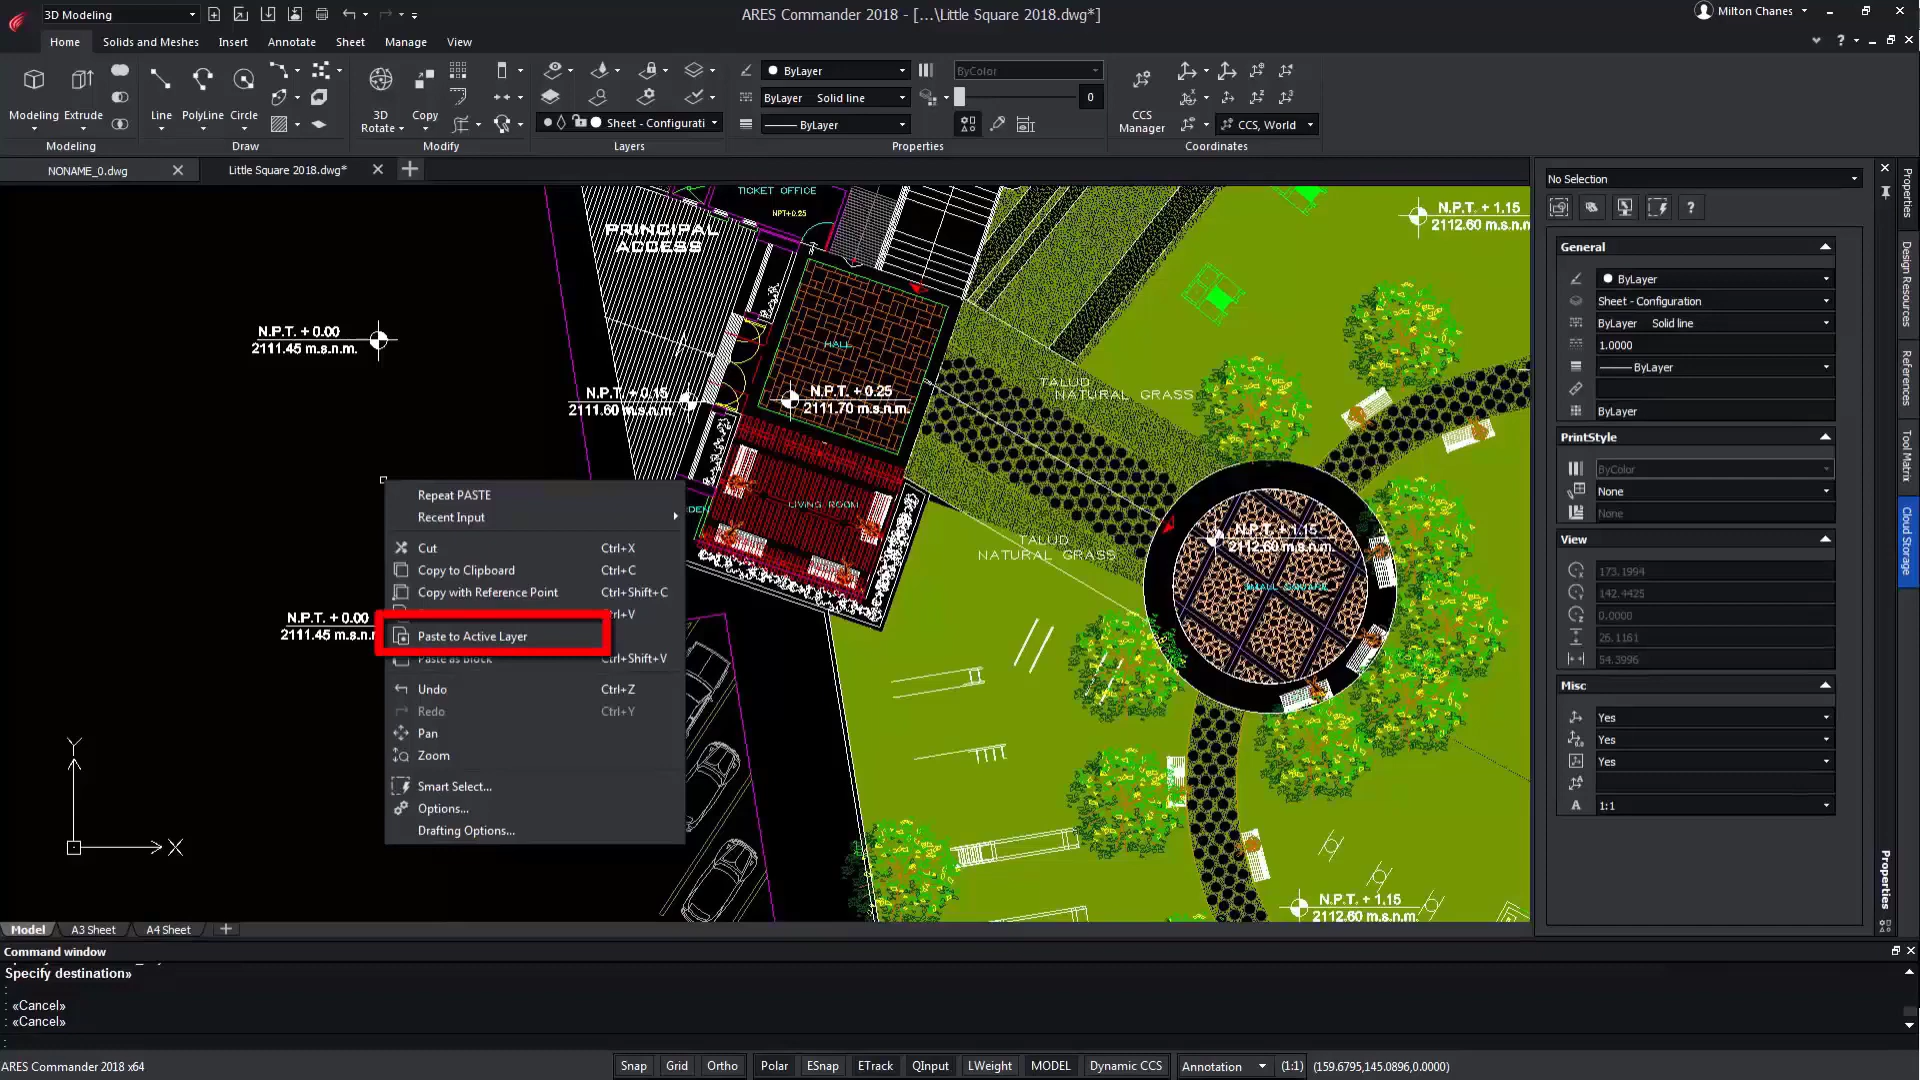 3D Modeling
ARES Commander 2018 - [...\Little Square 2018.dwg*]
Milton Chanes
Home
Solids and Meshes
Insert
Annotate
Sheet
Manage
View
?
Modeling
Extrude
Line
PolyLine
Circle
3D
Rotate
Copy
Sheet - Configurati
ByLayer
ByLayer Solid line
ByLayer
ByColor
0
CCS
Manager
CCS, World
Modeling
Draw
Modify
Layers
Properties
Coordinates
NONAME_0.dwg
Little Square 2018.dwg*
TICKET OFFICE
NPT+0.25
PRINCIPAL
ACCESS
N.P.T. + 1.15
2112.60 m.s.n.m
N.P.T. + 0.00
2111.45 m.s.n.m.
HALL
N.P.T. + 0.15
2111.60 m.s.n.m
N.P.T. + 0.25
2111.70 m.s.n.m.
TALUD
NATURAL GRASS
LIVING ROOM
DEN
TALUD
NATURAL GRASS
N.P.T. + 1.15
2112.60 m.s.n.m.
N.P.T. + 0.00
2111.45 m.s.n.r
N.P.T. + 1.15
2112.60 m.s.n.m.
Y
X
Repeat PASTE
Recent Input
Cut Ctrl+X
Copy to Clipboard Ctrl+C
Copy with Reference Point Ctrl+Shift+C
trl+V
Paste to Active Layer
Paste as Block Ctrl+Shift+V
Undo Ctrl+Z
Redo Ctrl+Y
Pan
Zoom
Smart Select...
Options...
Drafting Options...
No Selection
?
General
ByLayer
Sheet - Configuration
ByLayer Solid line
1.0000
ByLayer
ByLayer
PrintStyle
ByColor
None
None
View
173.1994
142.4425
0.0000
26.1161
54.3996
Misc
Yes
Yes
Yes
A 1:1
Properties
Properties
Design Resources
References
Tool Matrix
Cloud Storage
Model
A3 Sheet
A4 Sheet
Command window
Specify destination»
:
: «Cancel»
: «Cancel»
:
ARES Commander 2018 x64
Snap
Grid
Ortho
Polar
ESnap
ETrack
QInput
LWeight
MODEL
Dynamic CCS
Annotation
(1:1)
(159.6795,145.0896,0.0000)